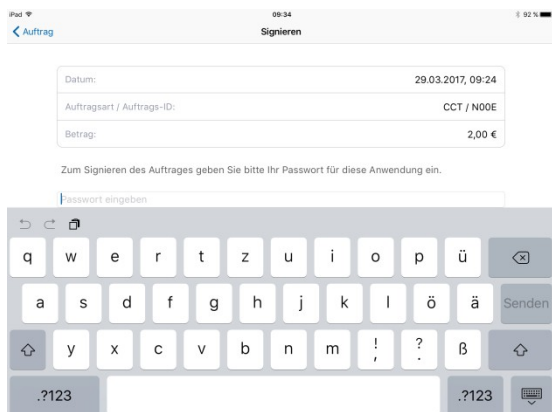 iPad 09:34 92 %
Auftrag Signieren
Datum: 29.03.2017, 09:24
Auftragsart / Auftrags-ID: CCT / N00E
Betrag: 2,00 €
Zum Signieren des Auftrages geben Sie bitte Ihr Passwort für diese Anwendung ein.
Passwort eingeben
q w e r t z u i o p ü
a s d f g h j k l ö ä Senden
y x c v b n m ! , ? . ß
.?123 .?123